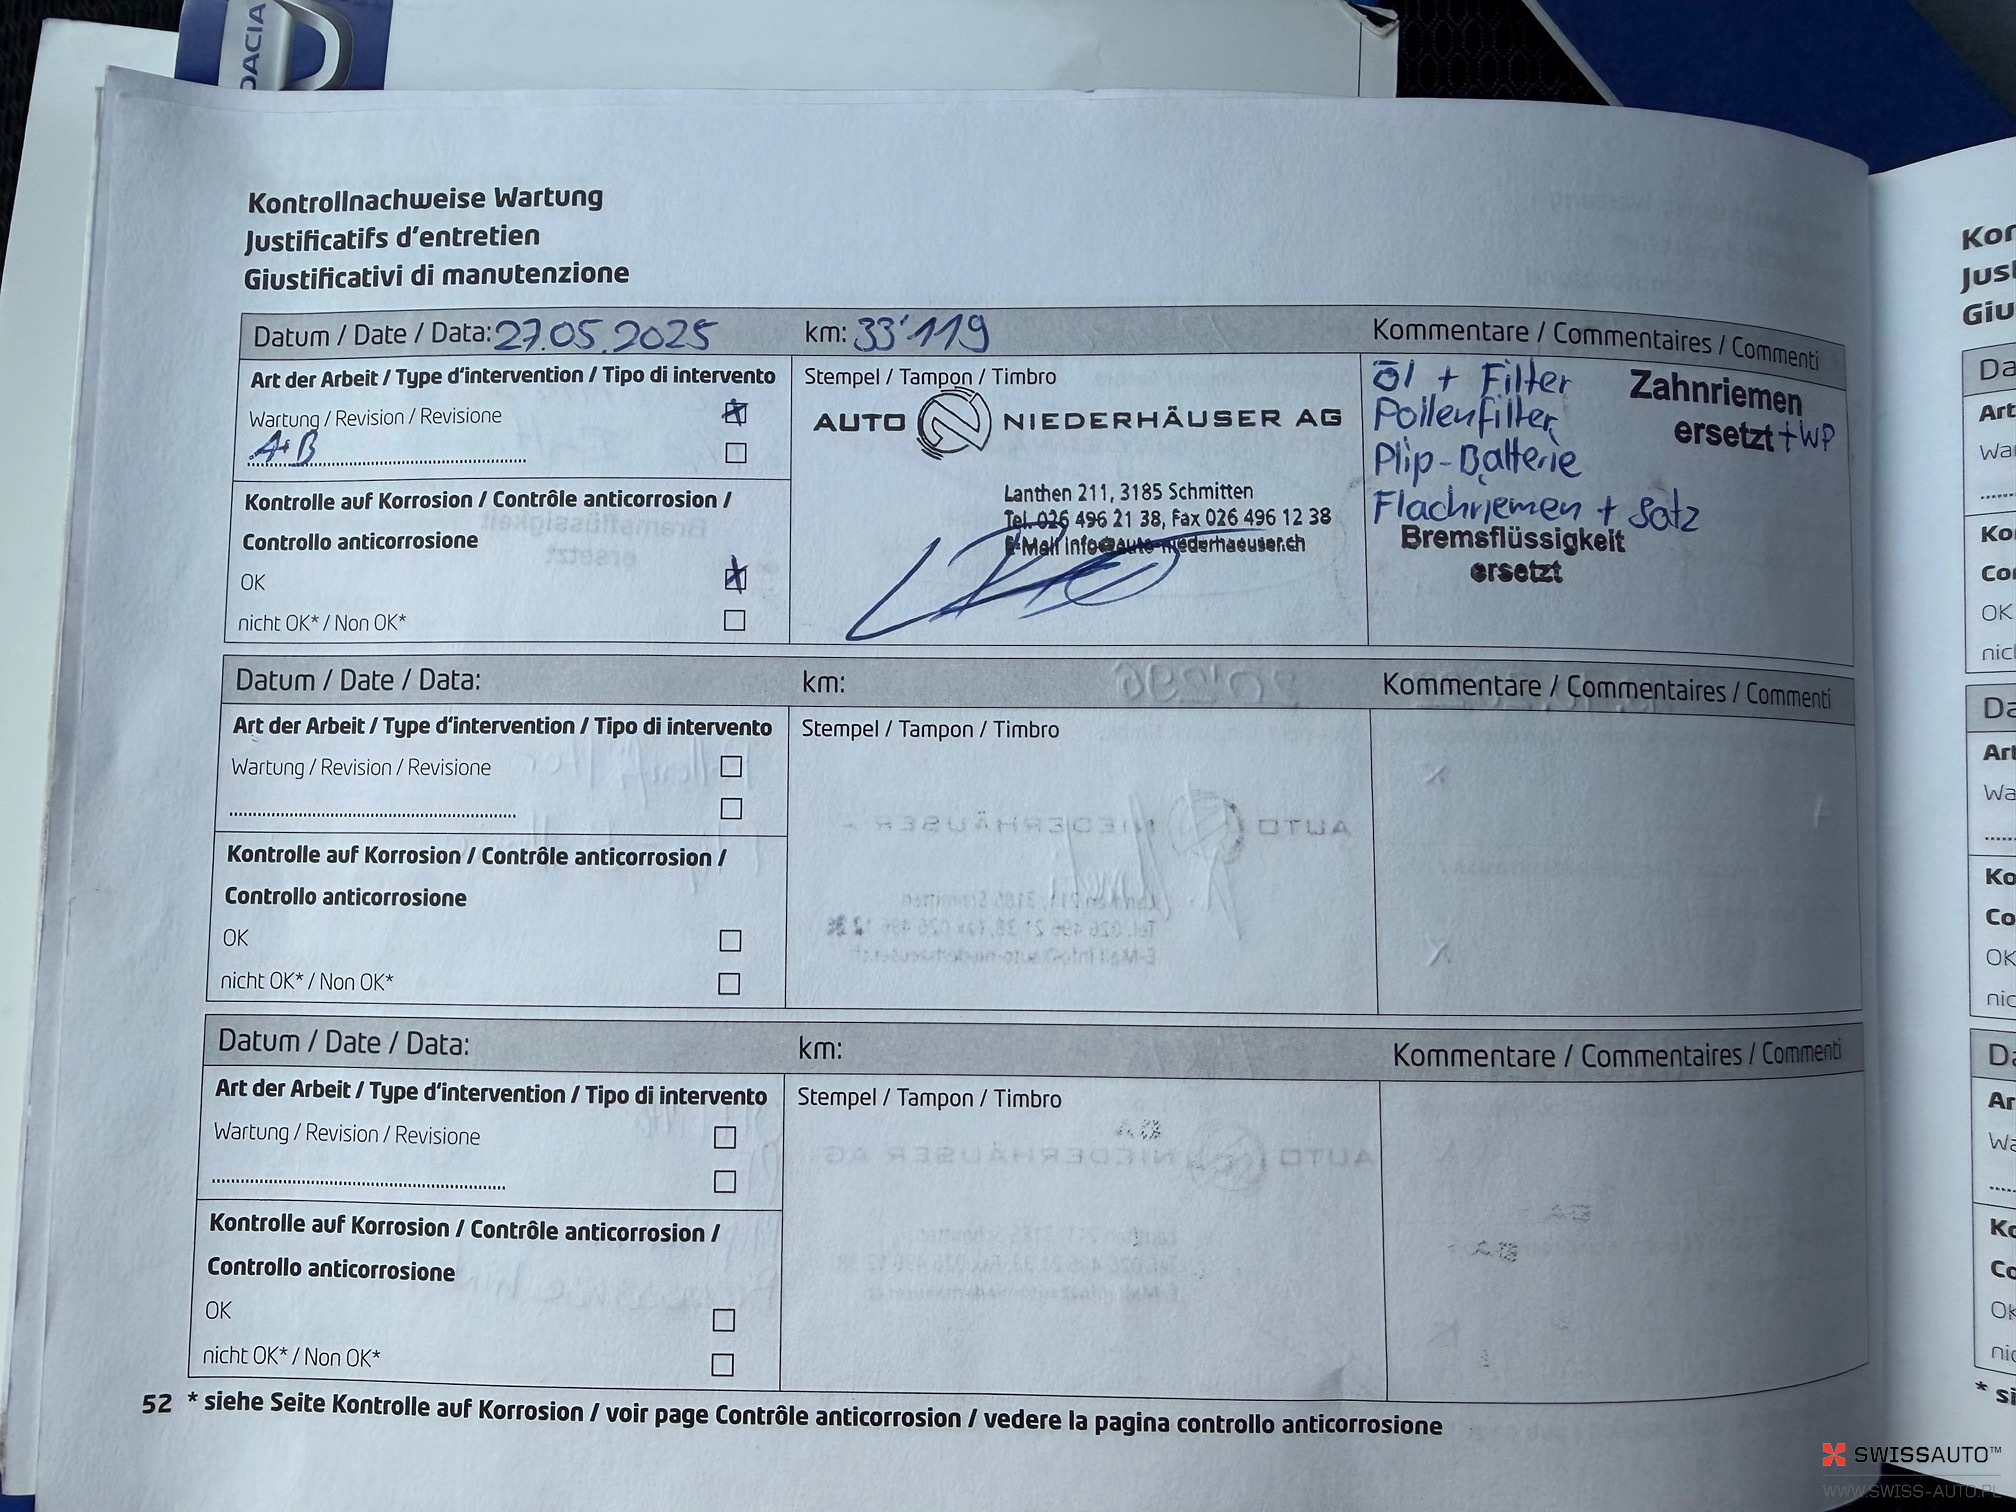 DACIA
Kontrollnachweise Wartung
Justificatifs d'entretien
Giustificativi di manutenzione
Datum / Date / Data: 27.05.2025 km: 33'119 Kommentare / Commentaires / Commenti
Art der Arbeit / Type d'intervention / Tipo di intervento
Wartung / Revision / Revisione
A+B
Kontrolle auf Korrosion / Contrôle anticorrosion /
Controllo anticorrosione
OK
nicht OK* / Non OK*
Stempel / Tampon / Timbro
AUTO NIEDERHÄUSER AG
Lanthen 211, 3185 Schmitten
Tel. 026 496 21 38, Fax 026 496 12 38
E-Mail info@auto-niederhaeuser.ch
Öl + Filter
Pollenfilter
Plip-Batterie
Flachriemen + Satz
Zahnriemen
ersetzt + WP
Bremsflüssigkeit
ersetzt
Datum / Date / Data: km: Kommentare / Commentaires / Commenti
Art der Arbeit / Type d'intervention / Tipo di intervento
Wartung / Revision / Revisione
Kontrolle auf Korrosion / Contrôle anticorrosion /
Controllo anticorrosione
OK
nicht OK* / Non OK*
Stempel / Tampon / Timbro
Datum / Date / Data: km: Kommentare / Commentaires / Commenti
Art der Arbeit / Type d'intervention / Tipo di intervento
Wartung / Revision / Revisione
Kontrolle auf Korrosion / Contrôle anticorrosion /
Controllo anticorrosione
OK
nicht OK* / Non OK*
Stempel / Tampon / Timbro
52 * siehe Seite Kontrolle auf Korrosion / voir page Contrôle anticorrosion / vedere la pagina controllo anticorrosione
SWISSAUTO™
WWW.SWISS-AUTO.PL